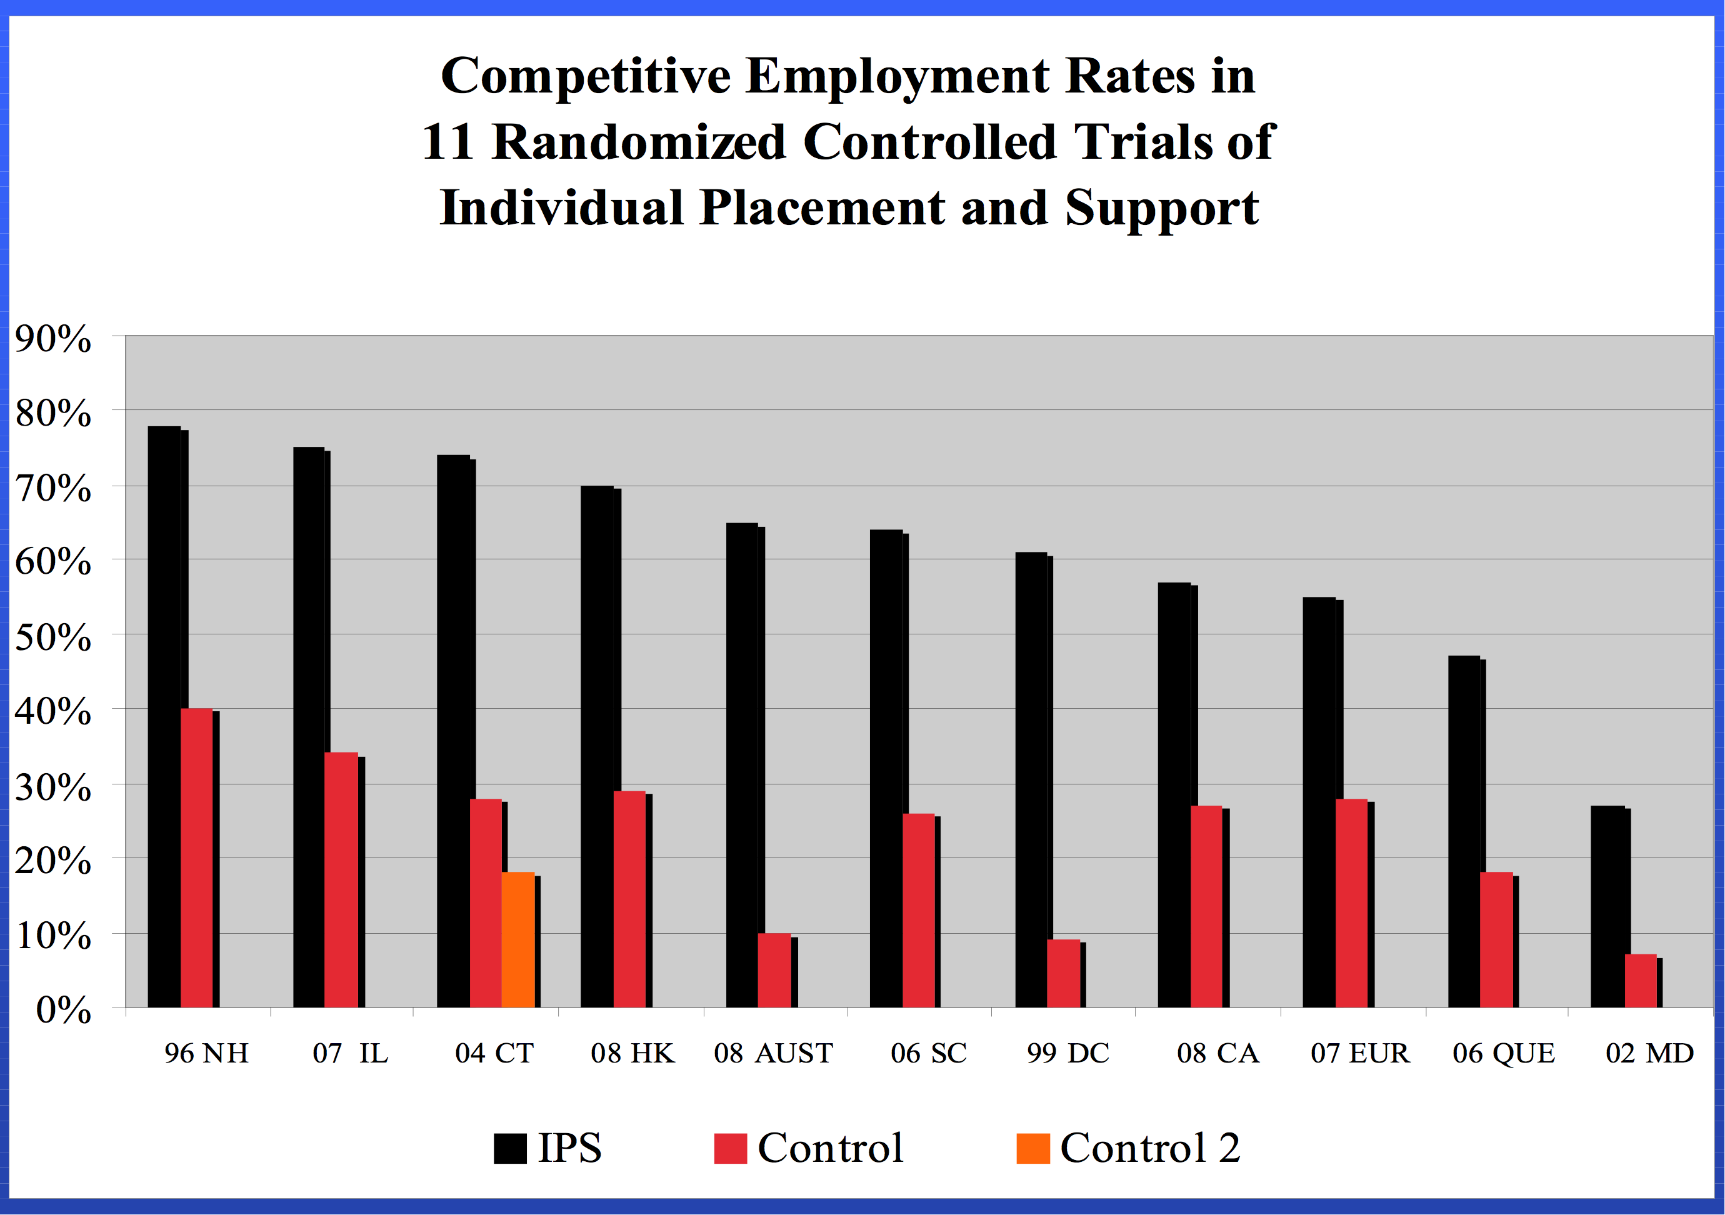 Competitive Employment Rates in
11 Randomized Controlled Trials of
Individual Placement and Support
90%
80%
70%
60%
50%
40%
30%
20%
10%
0%
96 NH 07 IL 04 CT 08 HK 08 AUST 06 SC 99 DC 08 CA 07 EUR 06 QUE 02 MD
IPS Control Control 2